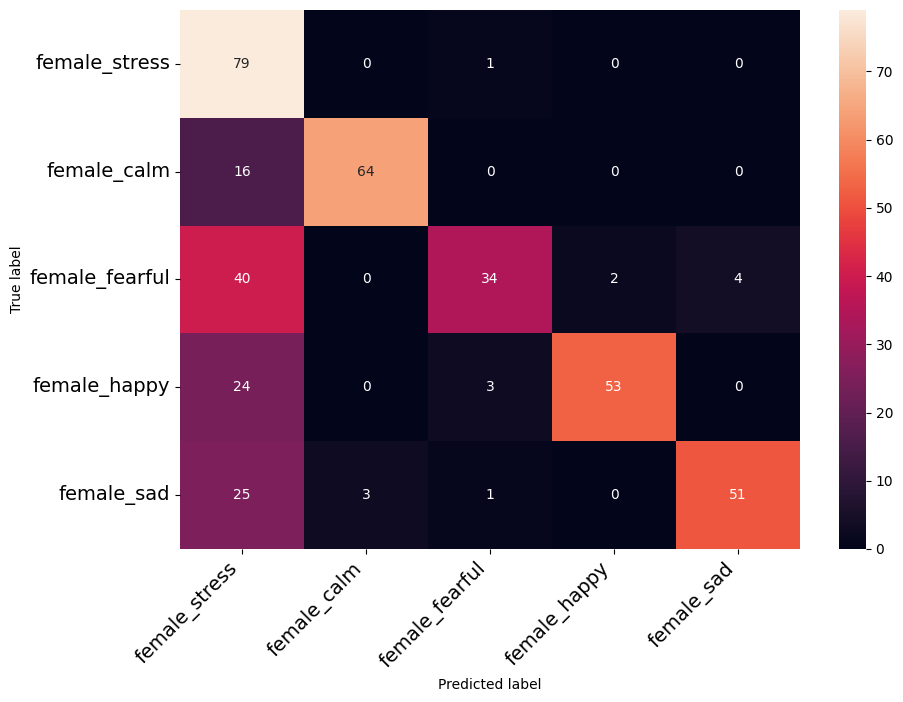 female_stress 79 0 1 0 0
female_calm 16 64 0 0 0
female_fearful 40 0 34 2 4
female_happy 24 0 3 53 0
female_sad 25 3 1 0 51
True label
female_stress female_calm female_fearful female_happy female_sad
Predicted label
70
60
50
40
30
20
10
0